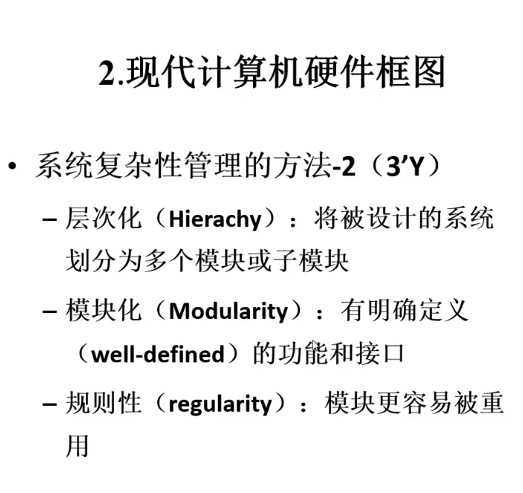 2.现代计算机硬件框图
• 系统复杂性管理的方法-2（3’Y）
– 层次化（Hierachy）：将被设计的系统
划分为多个模块或子模块
– 模块化（Modularity）：有明确定义
（well-defined）的功能和接口
– 规则性（regularity）：模块更容易被重
用